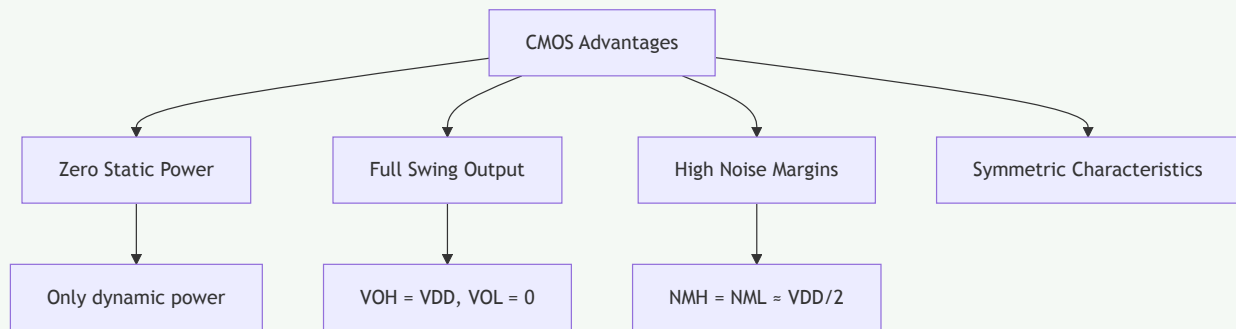 CMOS Advantages
Zero Static Power
Full Swing Output
High Noise Margins
Symmetric Characteristics
Only dynamic power
VOH = VDD, VOL = 0
NMH = NML ≈ VDD/2